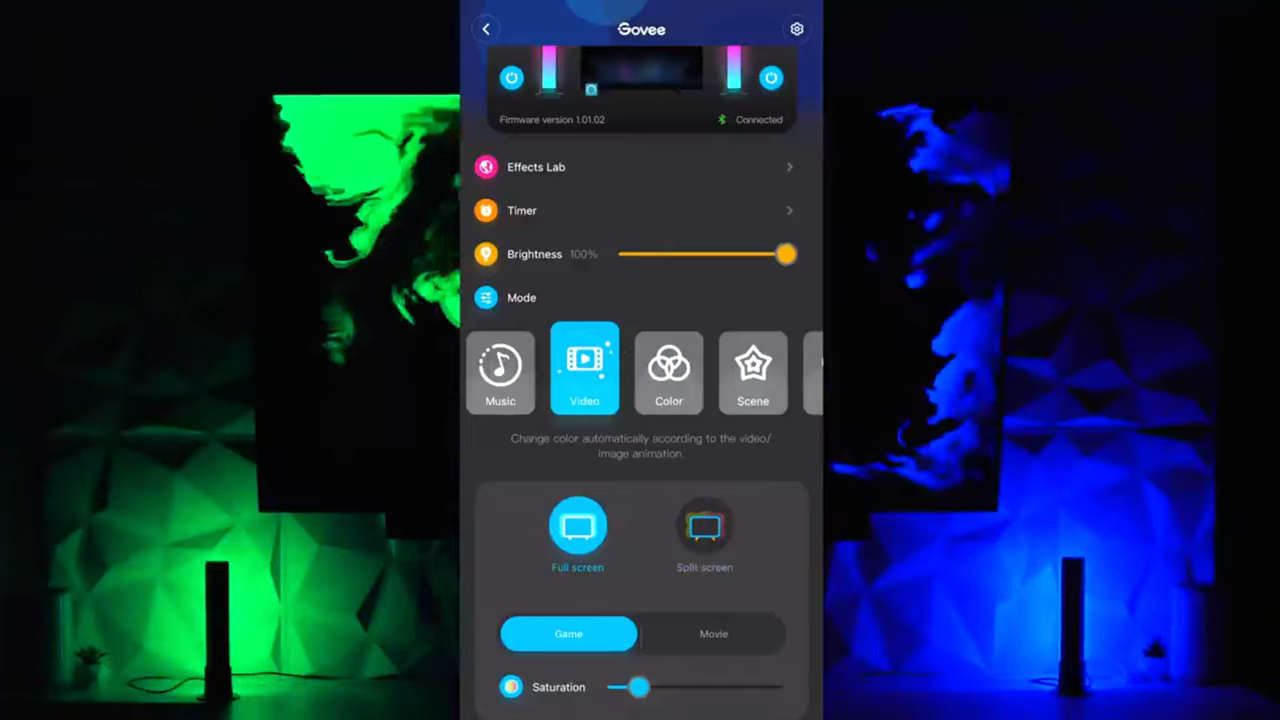 Govee
Firmware version 1.01.02
Connected
Effects Lab
Timer
Brightness 100%
Mode
Music
Video
Color
Scene
Change color automatically according to the video/
image animation.
Full screen
Split screen
Game
Movie
Saturation